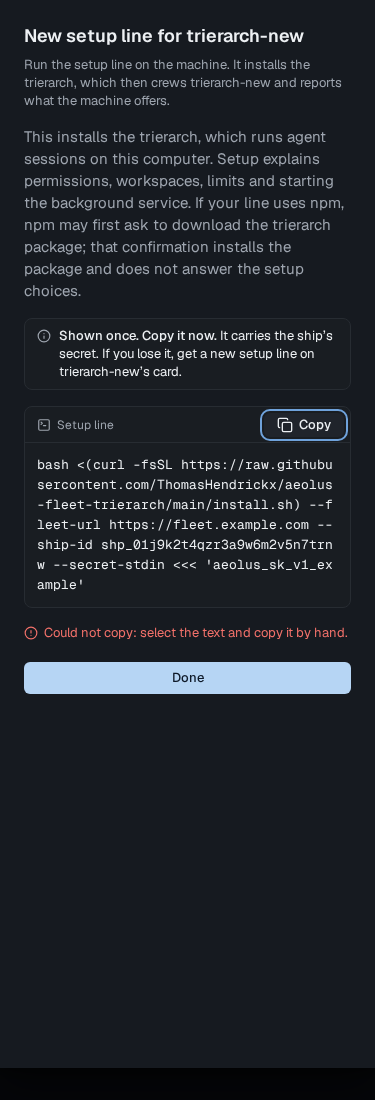 New setup line for trierarch-new
Run the setup line on the machine. It installs the
trierarch, which then crews trierarch-new and reports
what the machine offers.
This installs the trierarch, which runs agent
sessions on this computer. Setup explains
permissions, workspaces, limits and starting
the background service. If your line uses npm,
npm may first ask to download the trierarch
package; that confirmation installs the
package and does not answer the setup
choices.
Shown once. Copy it now. It carries the ship's
secret. If you lose it, get a new setup line on
trierarch-new's card.
Setup line
Copy
bash <(curl -fsSL https://raw.githubu
sercontent.com/ThomasHendrickx/aeolus
-fleet-trierarch/main/install.sh) --f
leet-url https://fleet.example.com --
ship-id shp_01j9k2t4qzr3a9w6m2v5n7trn
w --secret-stdin <<< 'aeolus_sk_v1_ex
ample'
Could not copy: select the text and copy it by hand.
Done